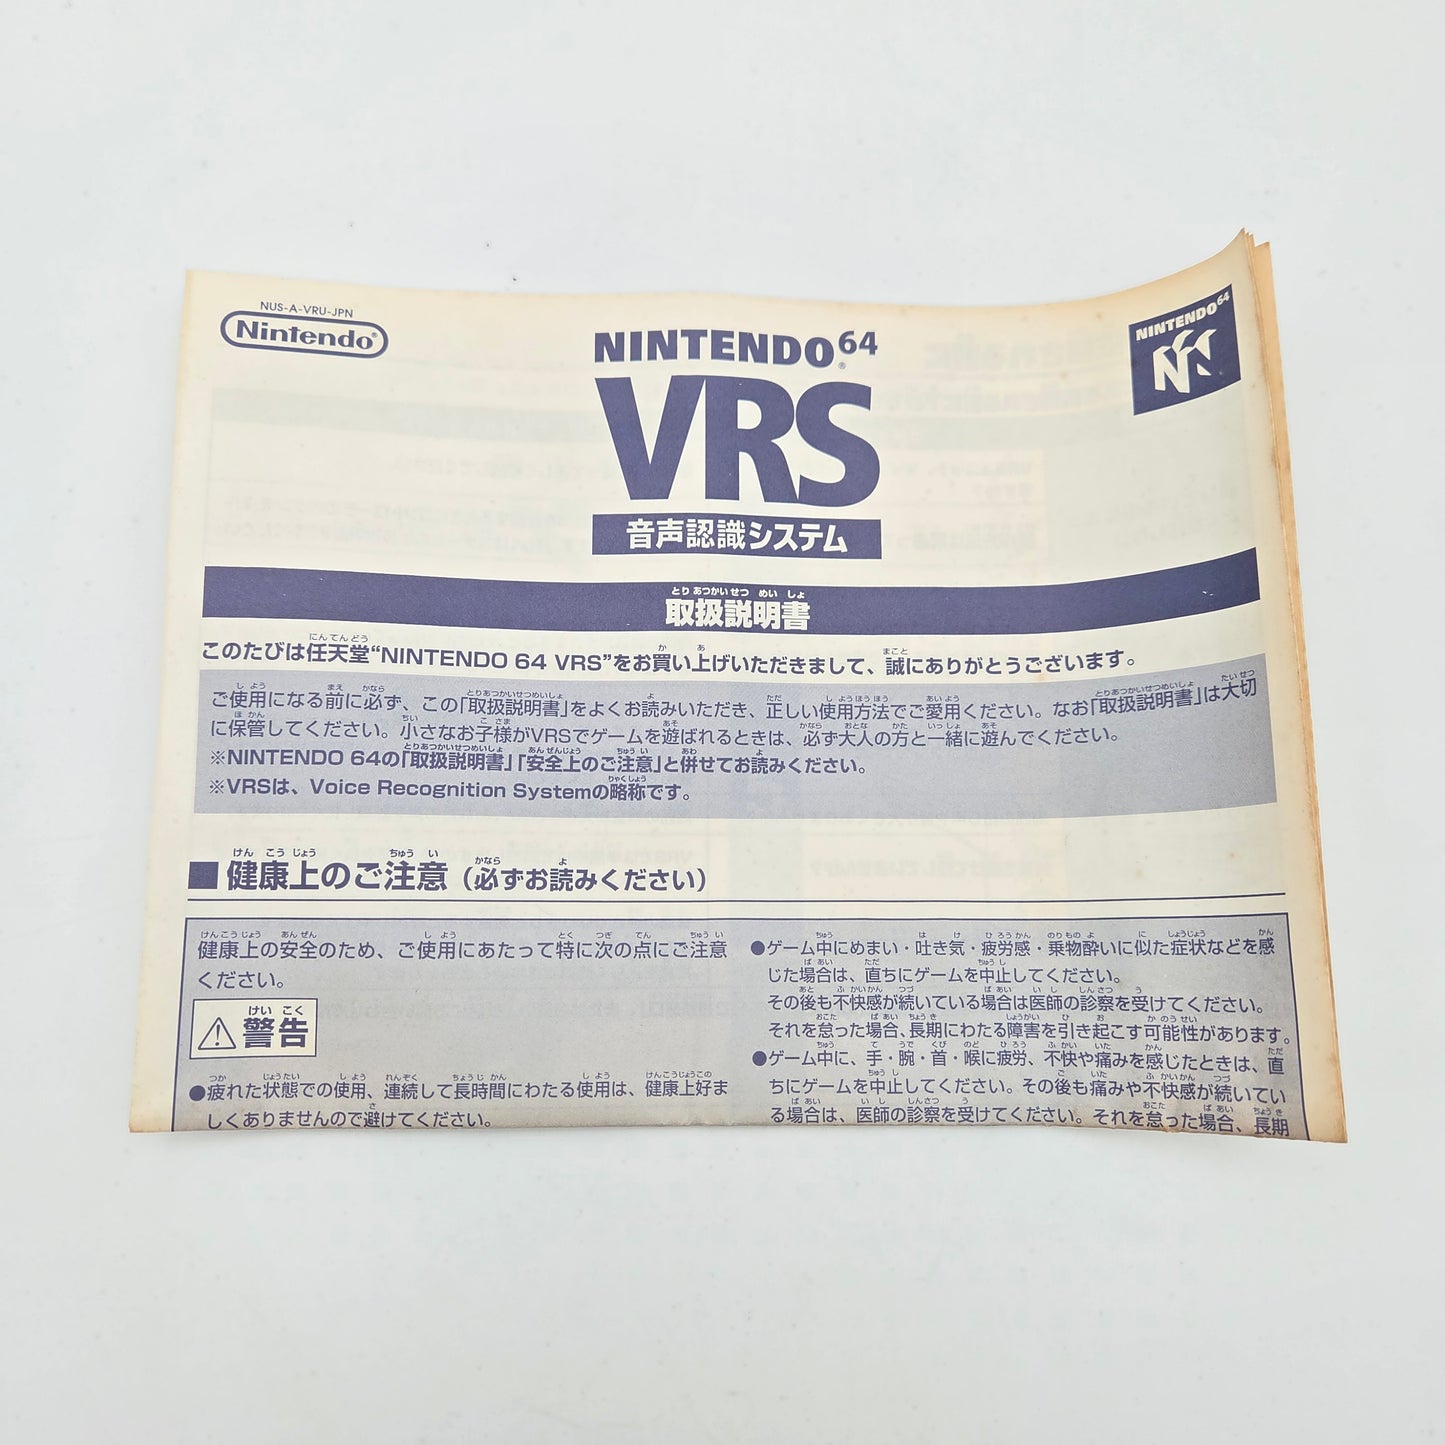 NUS-A-VRU-JPN
Nintendo®
NINTENDO64®
VRS
音声認識システム
NINTENDO64
取扱説明書
このたびは任天堂“NINTENDO 64 VRS”をお買い上げいただきまして、誠にありがとうございます。
ご使用になる前に必ず、この「取扱説明書」をよくお読みいただき、正しい使用方法でご愛用ください。なお「取扱説明書」は大切
に保管してください。小さなお子様がVRSでゲームを遊ばれるときは、必ず大人の方と一緒に遊んでください。
※NINTENDO 64の「取扱説明書」「安全上のご注意」と併せてお読みください。
※VRSは、Voice Recognition Systemの略称です。
■健康上のご注意（必ずお読みください）
健康上の安全のため、ご使用にあたって特に次の点にご注意
ください。
警告
●疲れた状態での使用、連続して長時間にわたる使用は、健康上好ま
しくありませんので避けてください。
●ゲーム中にめまい・吐き気・疲労感・乗物酔いに似た症状などを感
じた場合は、直ちにゲームを中止してください。
その後も不快感が続いている場合は医師の診察を受けてください。
それを怠った場合、長期にわたる障害を引き起こす可能性があります。
●ゲーム中に、手・腕・首・喉に疲労、不快や痛みを感じたときは、直
ちにゲームを中止してください。その後も痛みや不快感が続いてい
る場合は、医師の診察を受けてください。それを怠った場合、長期